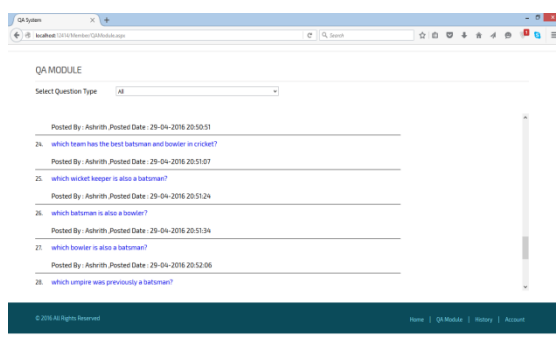 QA System
localhost:12614/Member/QAModule.aspx
Search
QA MODULE
Select Question Type All
Posted By : Ashrith ,Posted Date : 29-04-2016 20:50:51
24. which team has the best batsman and bowler in cricket?
Posted By : Ashrith ,Posted Date : 29-04-2016 20:51:07
25. which wicket keeper is also a batsman?
Posted By : Ashrith ,Posted Date : 29-04-2016 20:51:24
26. which batsman is also a bowler?
Posted By : Ashrith ,Posted Date : 29-04-2016 20:51:34
27. which bowler is also a batsman?
Posted By : Ashrith ,Posted Date : 29-04-2016 20:52:06
28. which umpire was previously a batsman?
© 2016 All Rights Reserved
Home | QA Module | History | Account